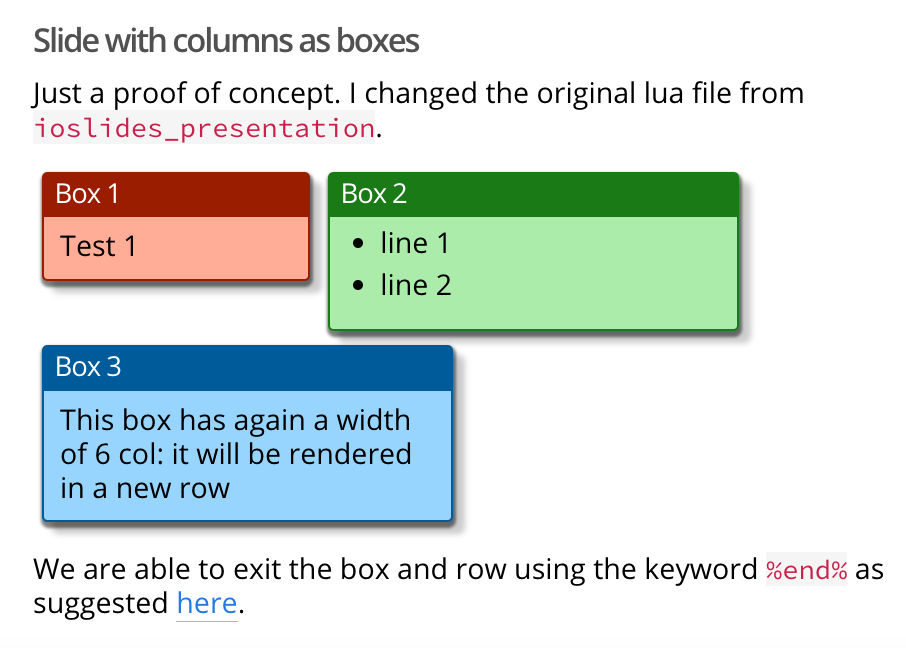 Slide with columns as boxes
Just a proof of concept. I changed the original lua file from
ioslides_presentation.
Box 1
Test 1
Box 2
• line 1
• line 2
Box 3
This box has again a width
of 6 col: it will be rendered
in a new row
We are able to exit the box and row using the keyword %end% as
suggested here.